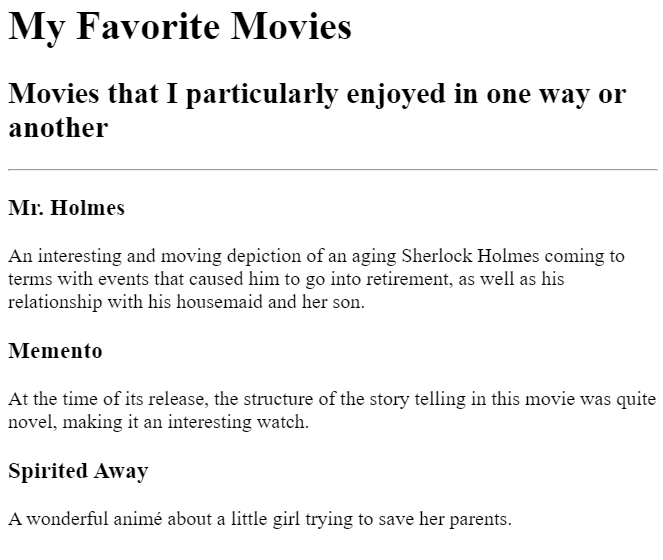 My Favorite Movies
Movies that I particularly enjoyed in one way or
another
Mr. Holmes
An interesting and moving depiction of an aging Sherlock Holmes coming to
terms with events that caused him to go into retirement, as well as his
relationship with his housemaid and her son.
Memento
At the time of its release, the structure of the story telling in this movie was quite
novel, making it an interesting watch.
Spirited Away
A wonderful animé about a little girl trying to save her parents.